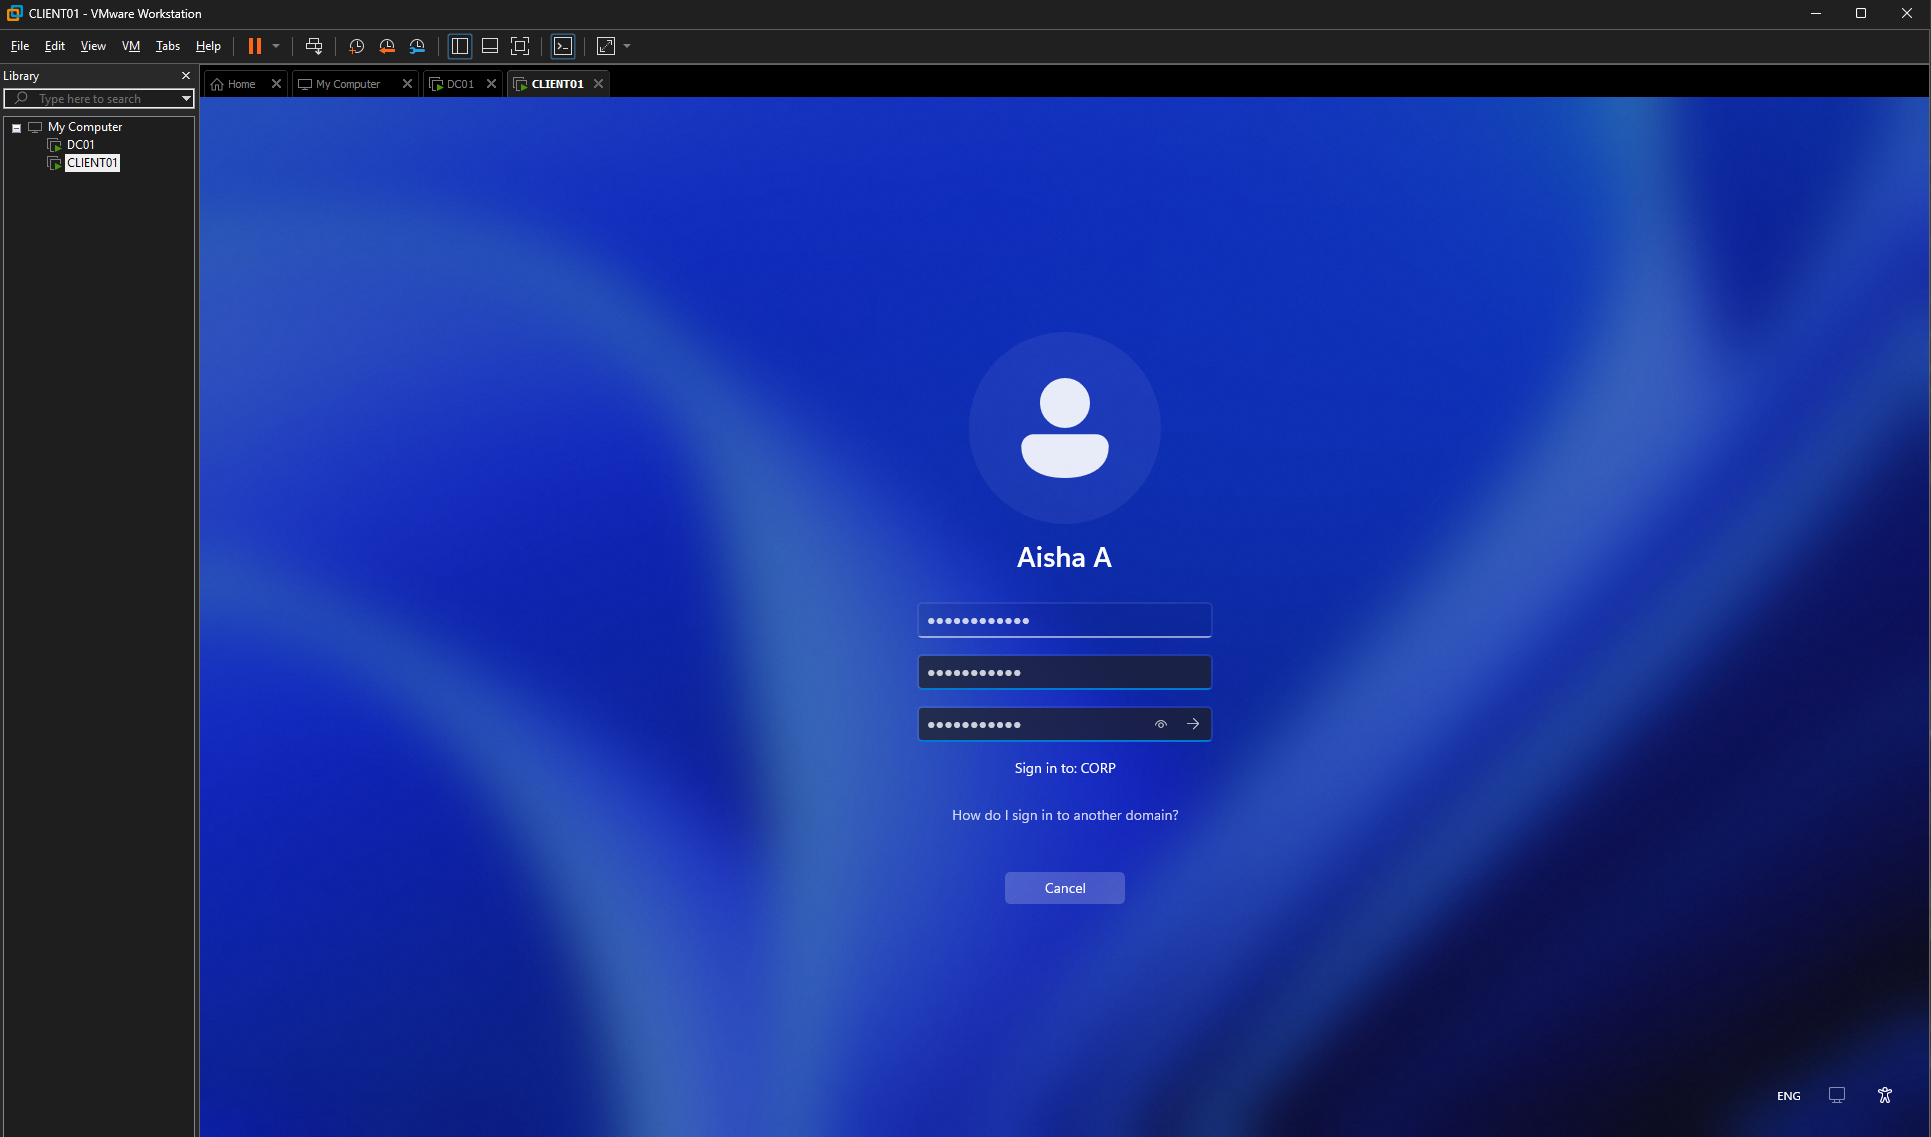 CLIENT01 - VMware Workstation
File Edit View VM Tabs Help
Library
Home My Computer DC01 CLIENT01
Type here to search
My Computer
DC01
CLIENT01
Aisha A
Sign in to: CORP
How do I sign in to another domain?
Cancel
ENG